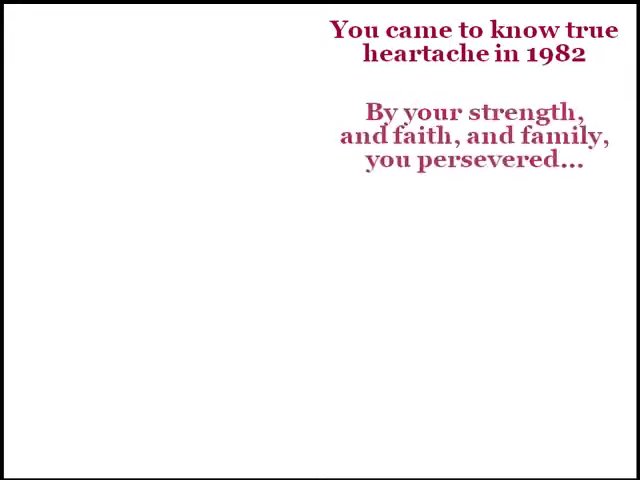 You came to know true
heartache in 1982
By your strength,
and faith, and family,
you persevered...